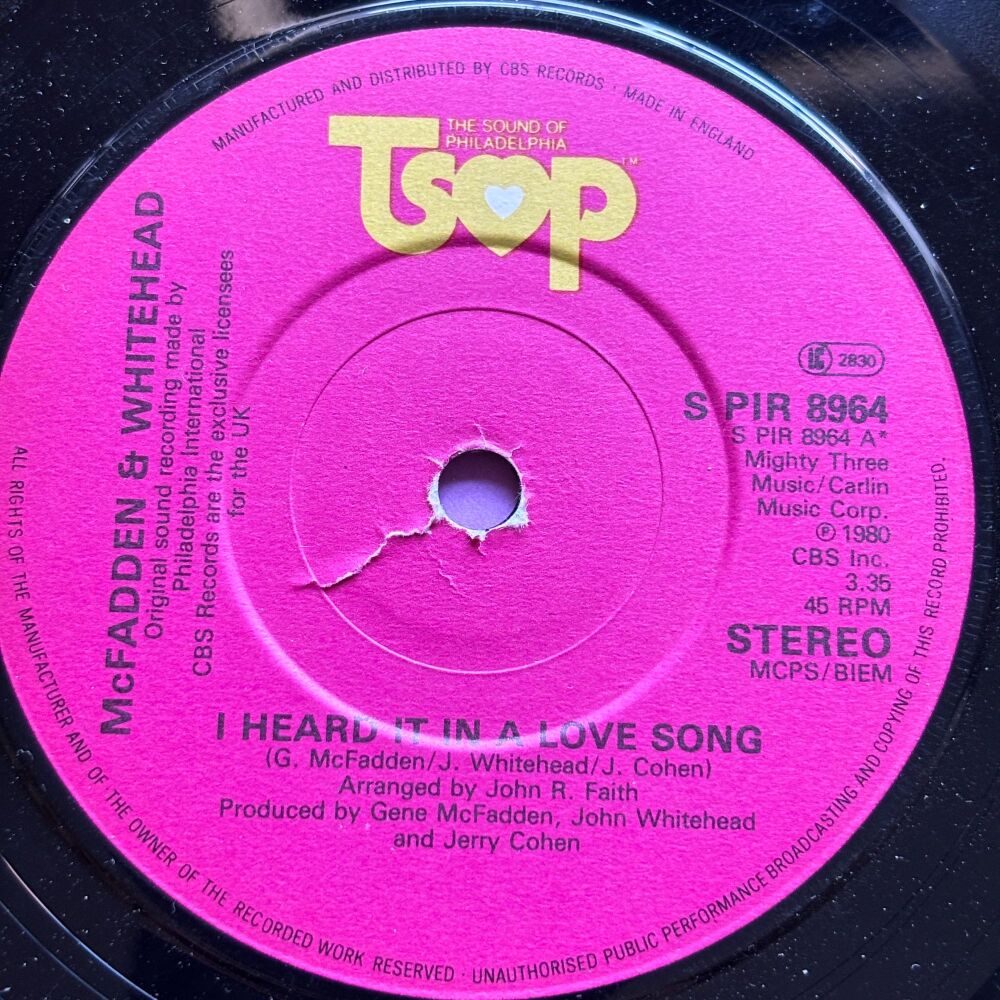 MANUFACTURED AND DISTRIBUTED BY CBS RECORDS · MADE IN ENGLAND
THE SOUND OF
PHILADELPHIA
TSOP™
McFADDEN & WHITEHEAD
Original sound recording made by
Philadelphia International
CBS Records are the exclusive licensees
for the UK
2830
S PIR 8964
S PIR 8964 A*
Mighty Three
Music/Carlin
Music Corp.
℗ 1980
CBS Inc.
3.35
45 RPM
STEREO
MCPS/BIEM
I HEARD IT IN A LOVE SONG
(G. McFadden/J. Whitehead/J. Cohen)
Arranged by John R. Faith
Produced by Gene McFadden, John Whitehead
and Jerry Cohen
ALL RIGHTS OF THE MANUFACTURER AND OF THE OWNER OF THE RECORDED WORK RESERVED · UNAUTHORISED PUBLIC PERFORMANCE BROADCASTING AND COPYING OF THIS RECORD PROHIBITED.